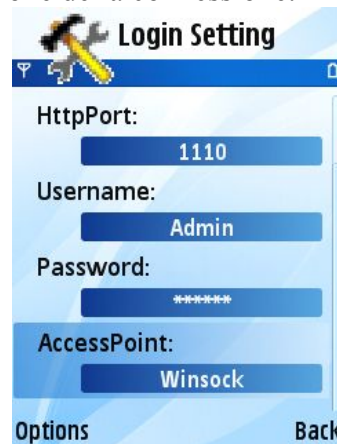 Login Setting
HttpPort:
1110
Username:
Admin
Password:
******
AccessPoint:
Winsock
Options Back